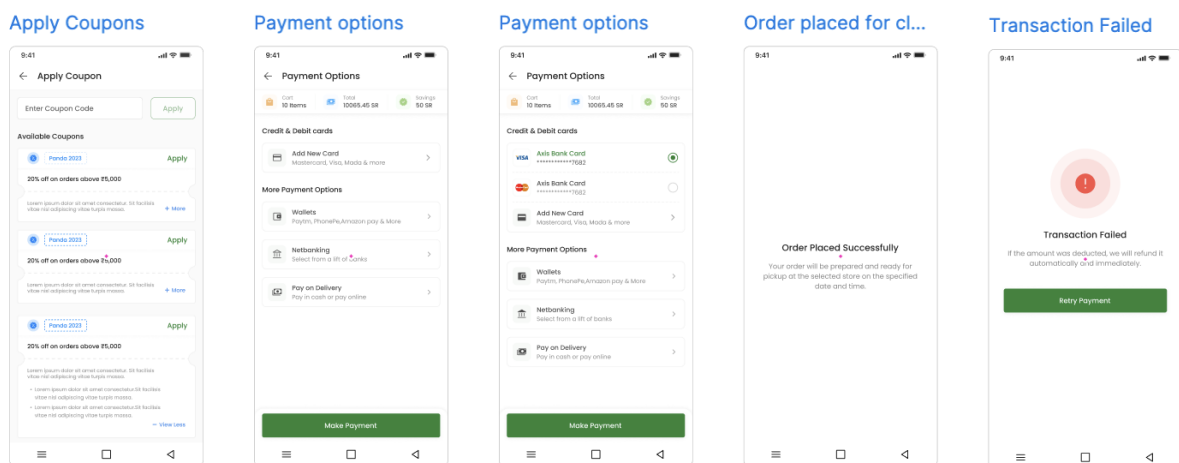 Apply Coupons
9:41
Apply Coupon
Enter Coupon Code
Apply
Available Coupons
Panda 2023
Apply
20% off on orders above ₹5,000
Lorem ipsum dolor sit amet consectetur. Sit facilisis
vitae nisl adipiscing vitae turpis massa.
+ More
Panda 2023
Apply
20% off on orders above ₹5,000
Lorem ipsum dolor sit amet consectetur. Sit facilisis
vitae nisl adipiscing vitae turpis massa.
+ More
Panda 2023
Apply
20% off on orders above ₹5,000
Lorem ipsum dolor sit amet consectetur. Sit facilisis
vitae nisl adipiscing vitae turpis massa.
• Lorem ipsum dolor sit amet consectetur.Sit facilisis
vitae nisl adipiscing vitae turpis massa.
• Lorem ipsum dolor sit amet consectetur.Sit facilisis
vitae nisl adipiscing vitae turpis massa.
− View Less
Payment options
9:41
Payment Options
Cart
10 Items
Total
10065.45 SR
Savings
50 SR
Credit & Debit cards
Add New Card
Mastercard, Visa, Mada & more
More Payment Options
Wallets
Paytm, PhonePe,Amazon pay & More
Netbanking
Select from a lift of banks
Pay on Delivery
Pay in cash or pay online
Make Payment
Payment options
9:41
Payment Options
Cart
10 Items
Total
10065.45 SR
Savings
50 SR
Credit & Debit cards
VISA
Axis Bank Card
************7682
Axis Bank Card
************7682
Add New Card
Mastercard, Visa, Mada & more
More Payment Options
Wallets
Paytm, PhonePe,Amazon pay & More
Netbanking
Select from a lift of banks
Pay on Delivery
Pay in cash or pay online
Make Payment
Order placed for cl...
9:41
Order Placed Successfully
Your order will be prepared and ready for
pickup at the selected store on the specified
date and time.
Transaction Failed
9:41
Transaction Failed
If the amount was deducted, we will refund it
automatically and immediately.
Retry Payment